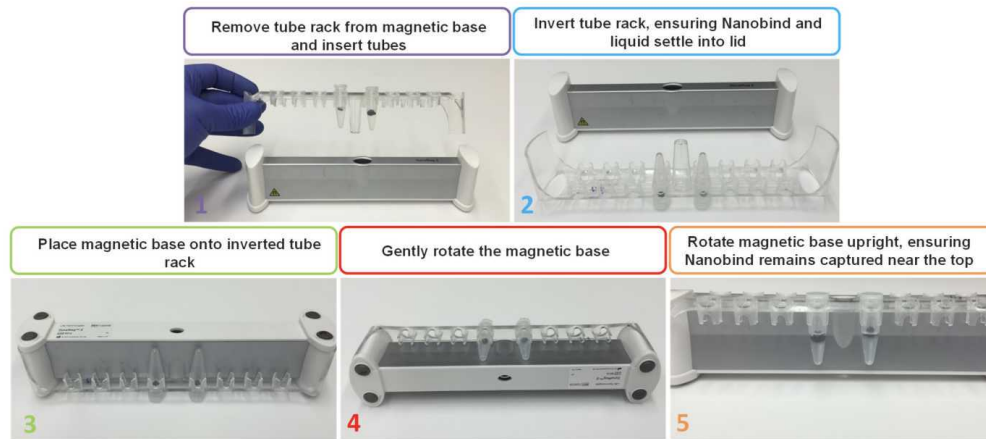 Remove tube rack from magnetic base
and insert tubes
Invert tube rack, ensuring Nanobind and
liquid settle into lid
1
2
Place magnetic base onto inverted tube
rack
Gently rotate the magnetic base
Rotate magnetic base upright, ensuring
Nanobind remains captured near the top
3
4
5